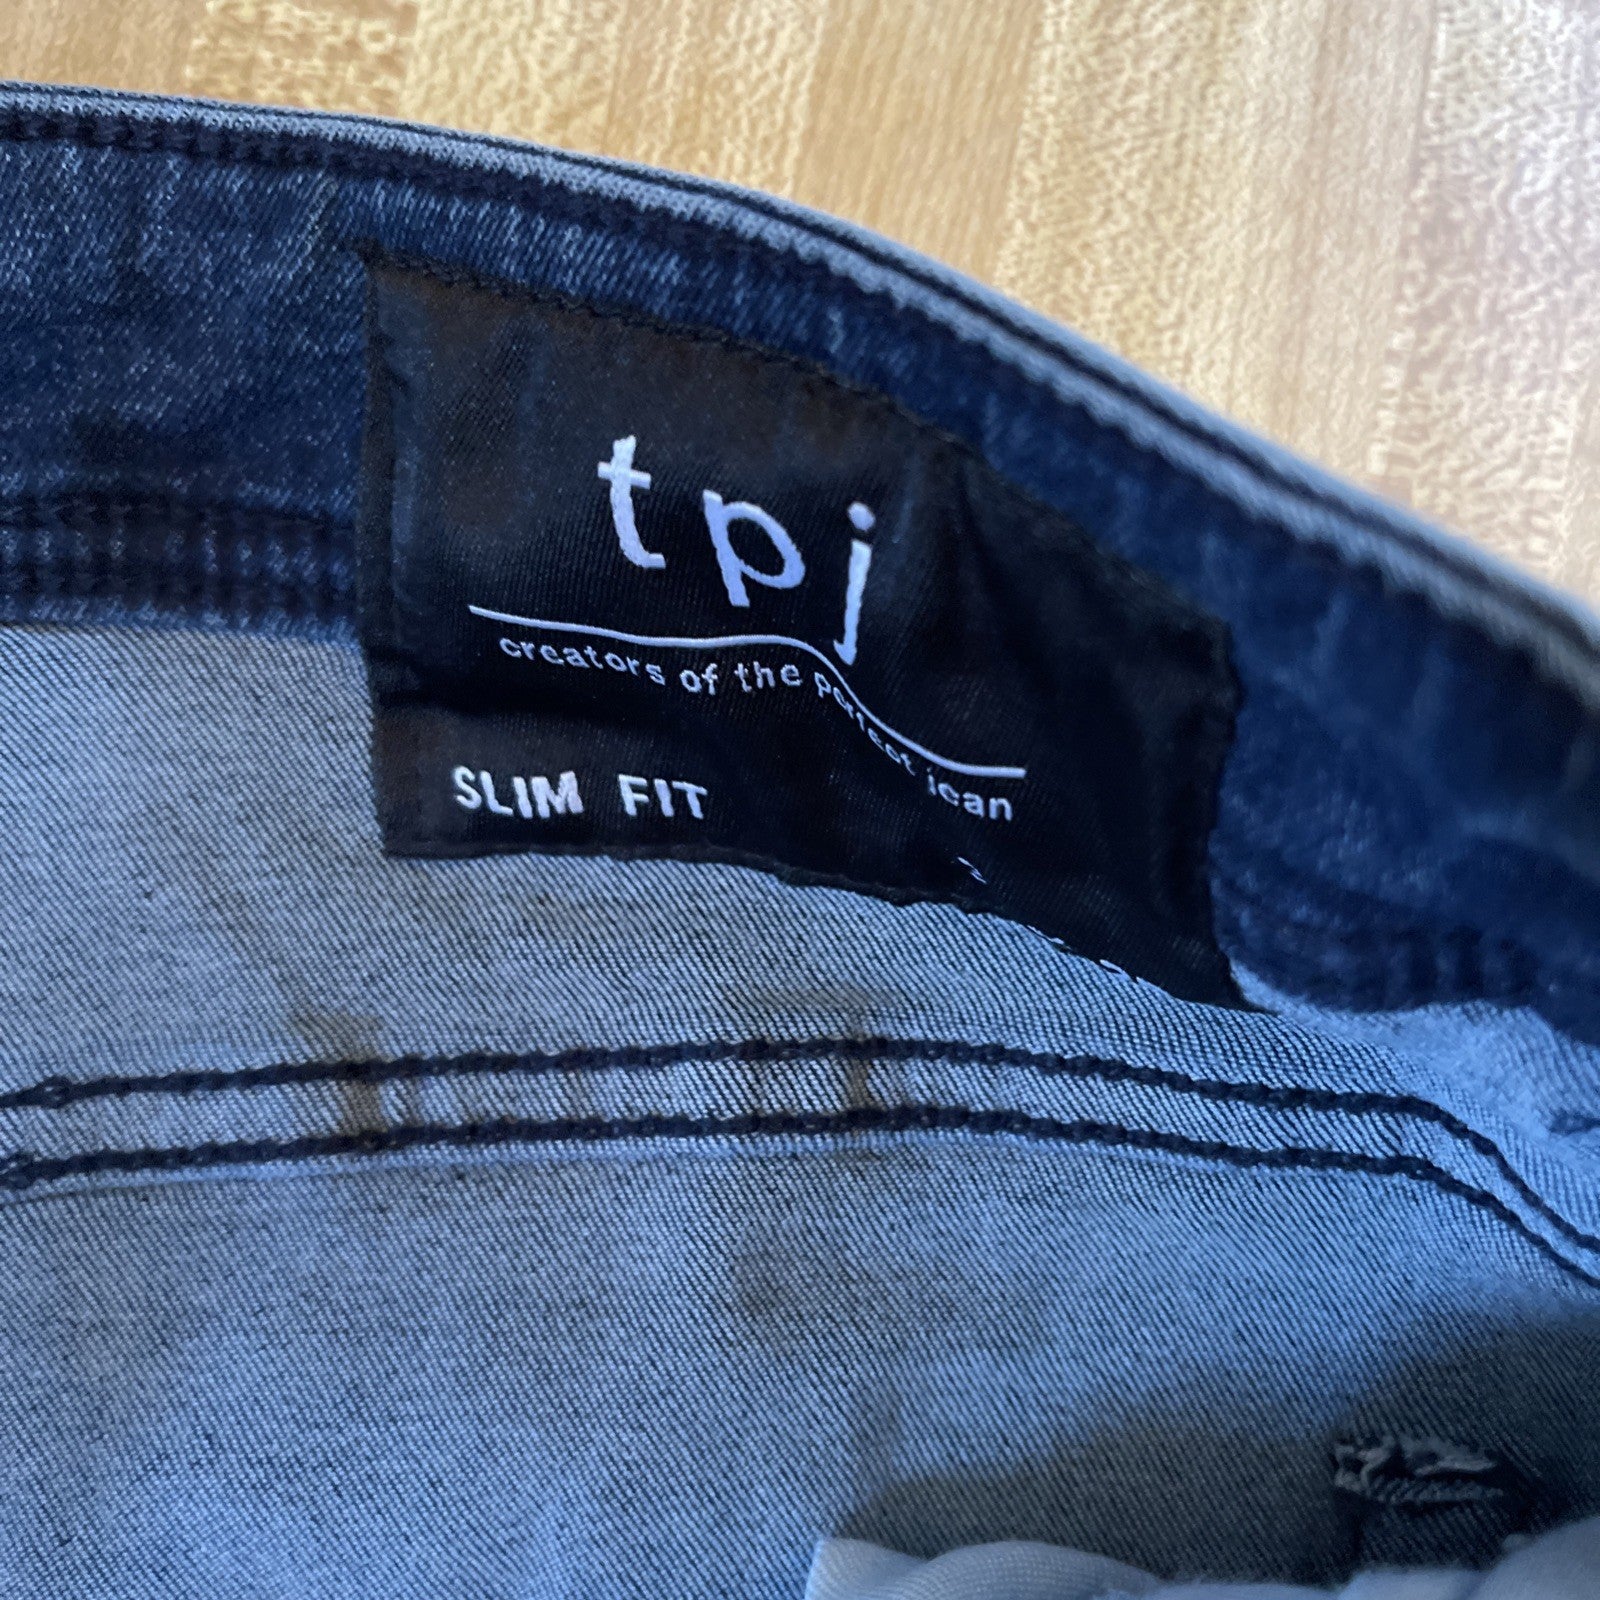 tpj
creators of the perfect jean
SLIM FIT